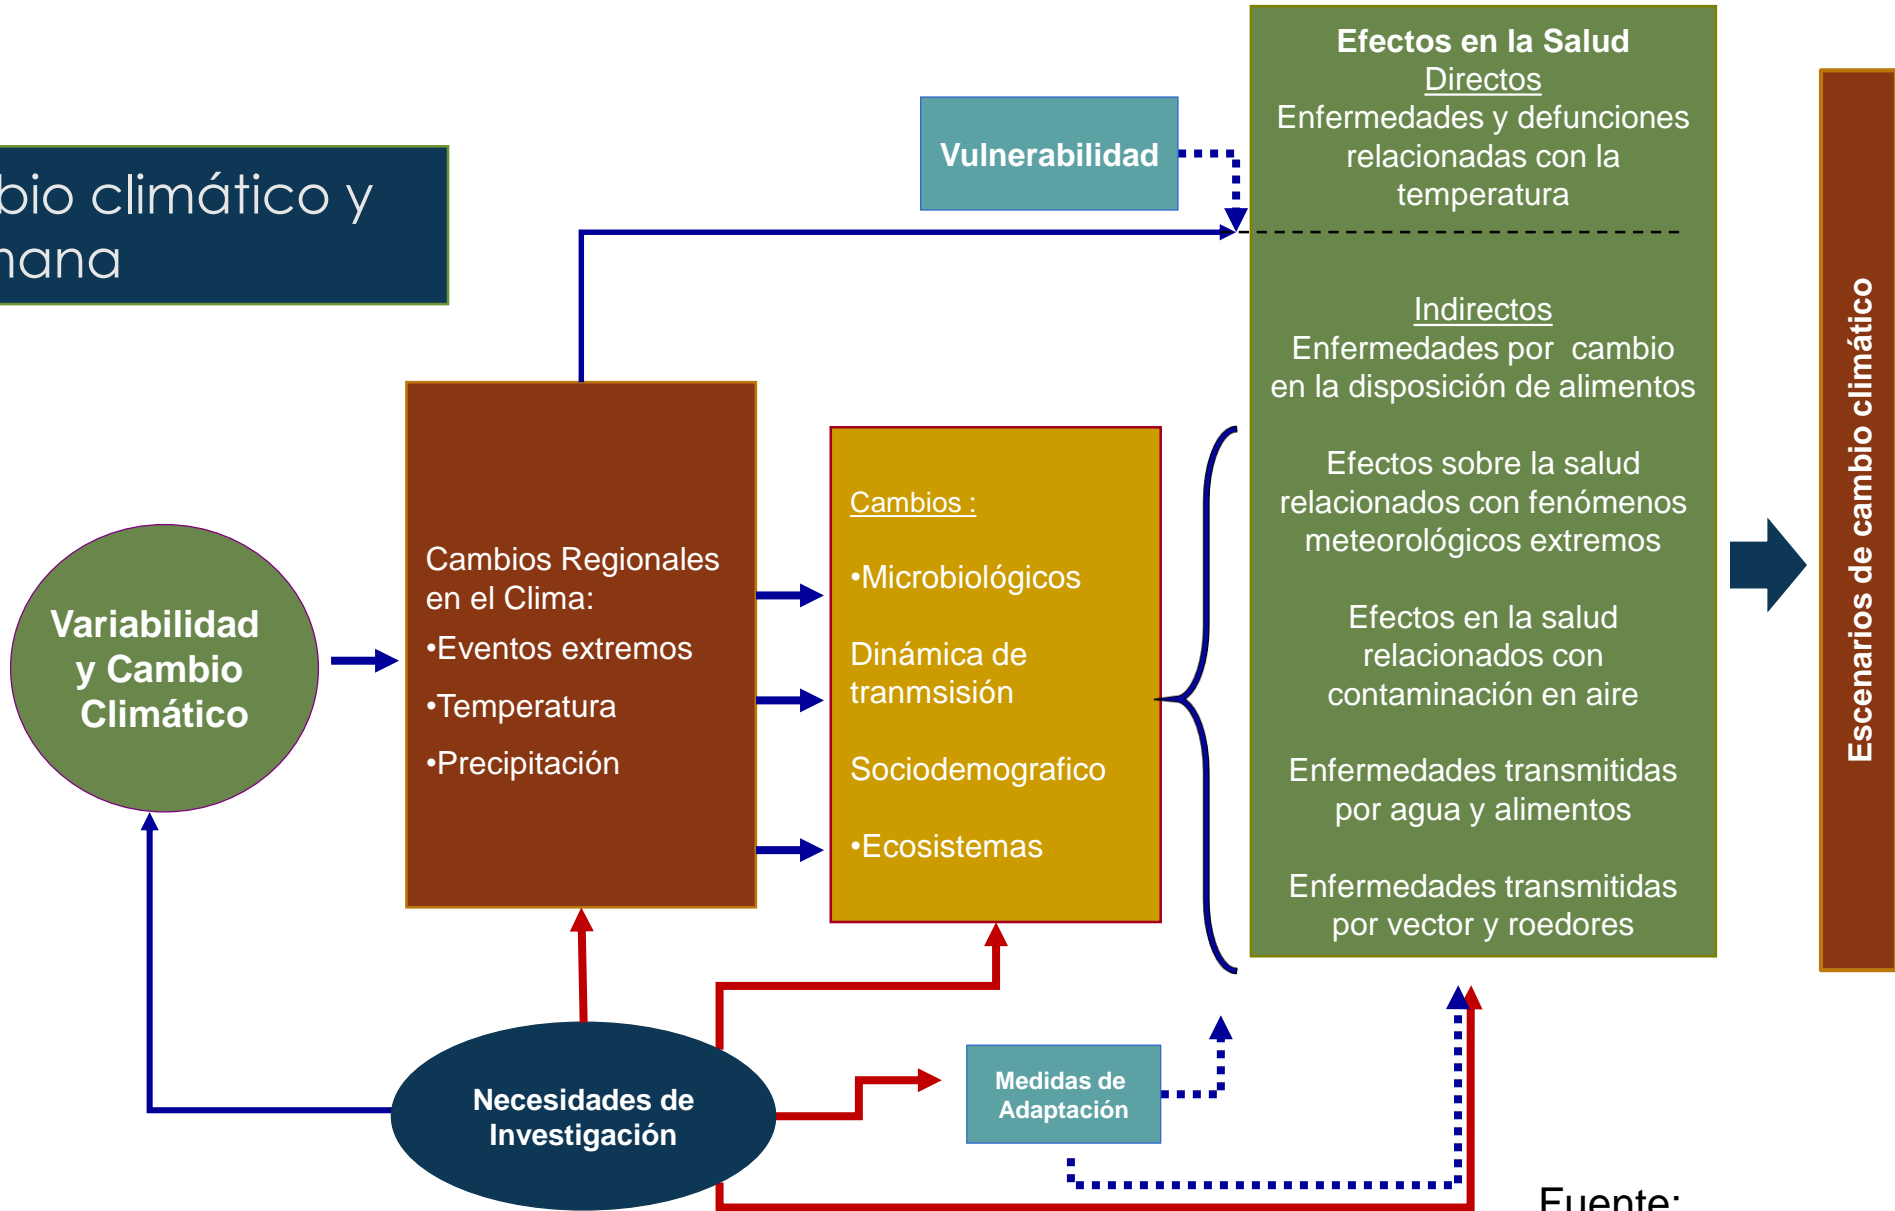 bio climático y
mana
Vulnerabilidad
Efectos en la Salud
Directos
Enfermedades y defunciones
relacionadas con la
temperatura
Indirectos
Enfermedades por cambio
en la disposición de alimentos
Efectos sobre la salud
relacionados con fenómenos
meteorológicos extremos
Efectos en la salud
relacionados con
contaminación en aire
Enfermedades transmitidas
por agua y alimentos
Enfermedades transmitidas
por vector y roedores
Escenarios de cambio climático
Variabilidad
y Cambio
Climático
Cambios Regionales
en el Clima:
•Eventos extremos
•Temperatura
•Precipitación
Cambios :
•Microbiológicos
Dinámica de
tranmsisión
Sociodemografico
•Ecosistemas
Necesidades de
Investigación
Medidas de
Adaptación
Fuente: